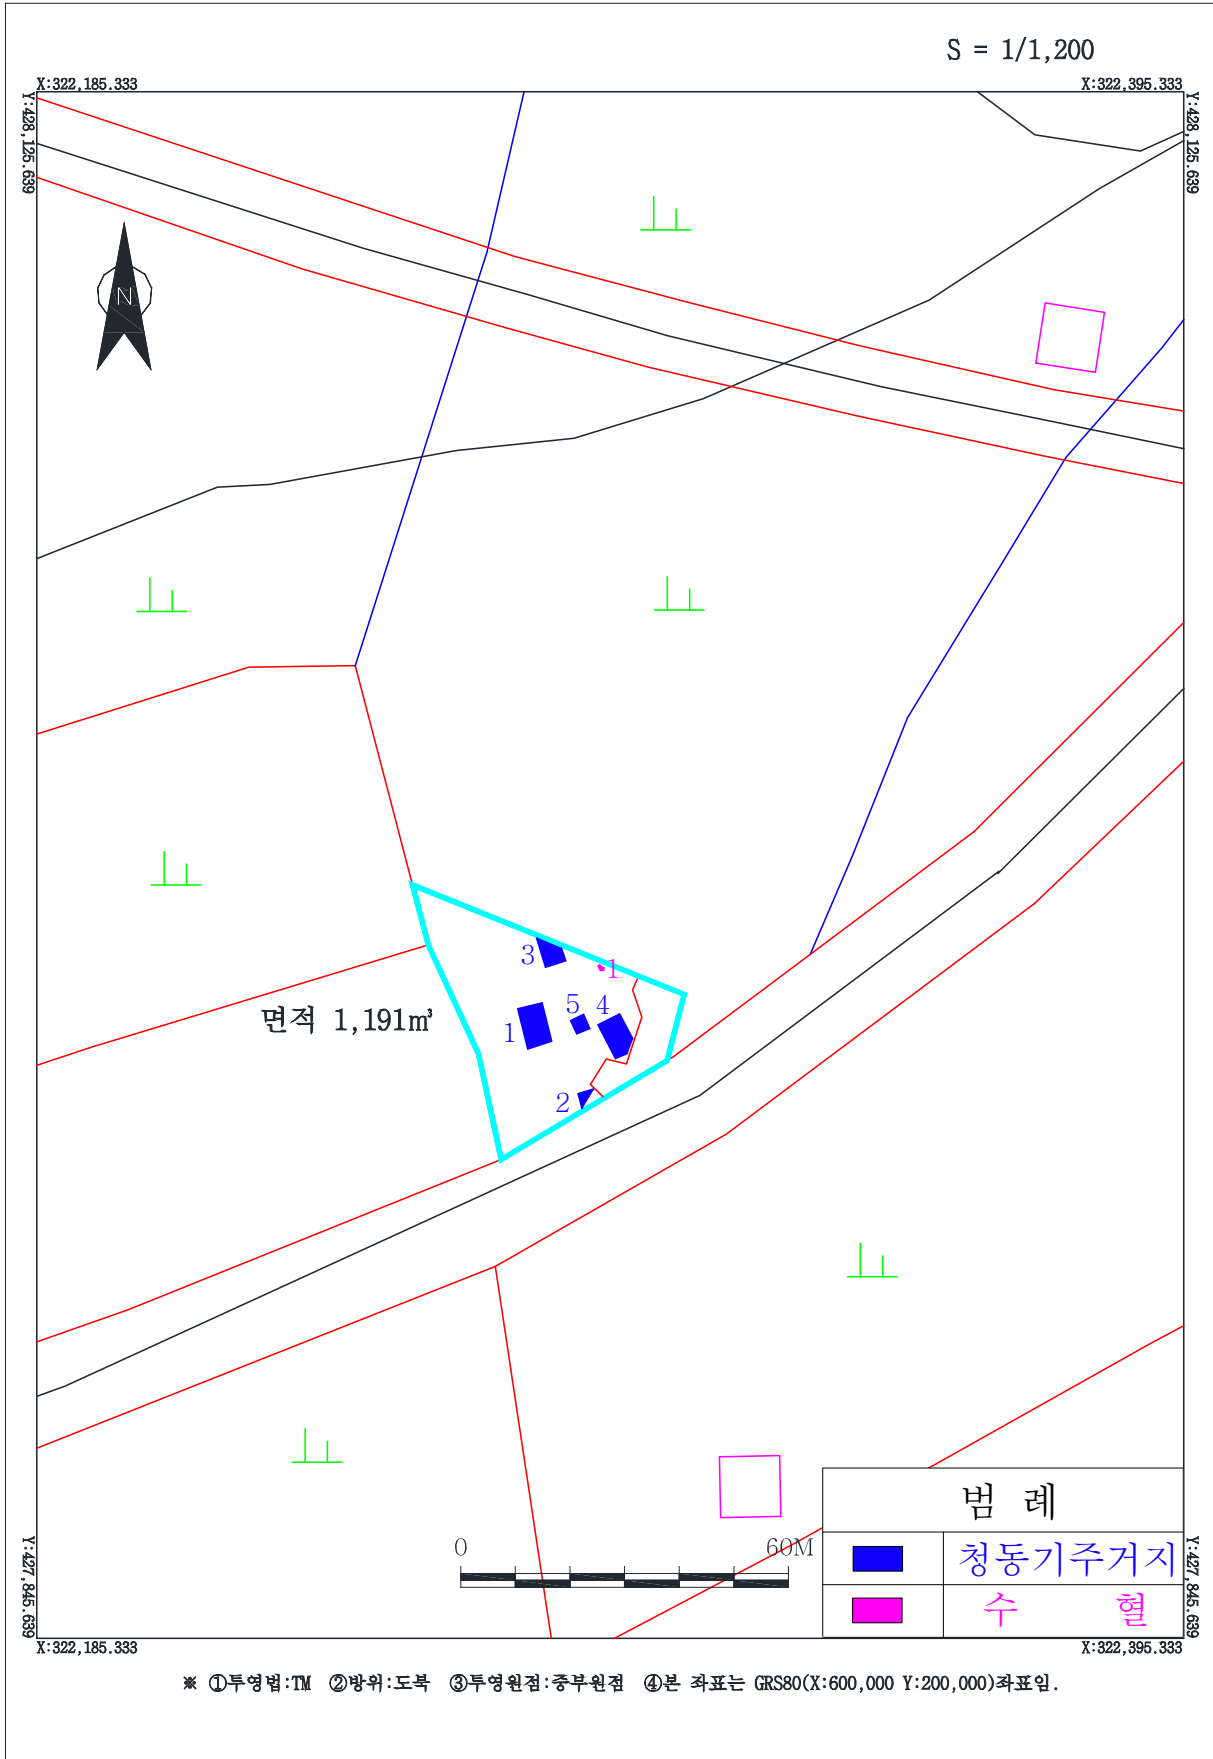 S = 1/1,200
X:322,185.333
X:322,395.333
Y:428,125.639
Y:428,125.639
N
3
1
5 4
1
면적 1,191㎡
2
범 례
0
60M
청동기주거지
수 혈
Y:427,845.639
Y:427,845.639
X:322,185.333
X:322,395.333
※ ①투영법:TM ②방위:도북 ③투영원점:중부원점 ④본 좌표는 GRS80(X:600,000 Y:200,000)좌표임.